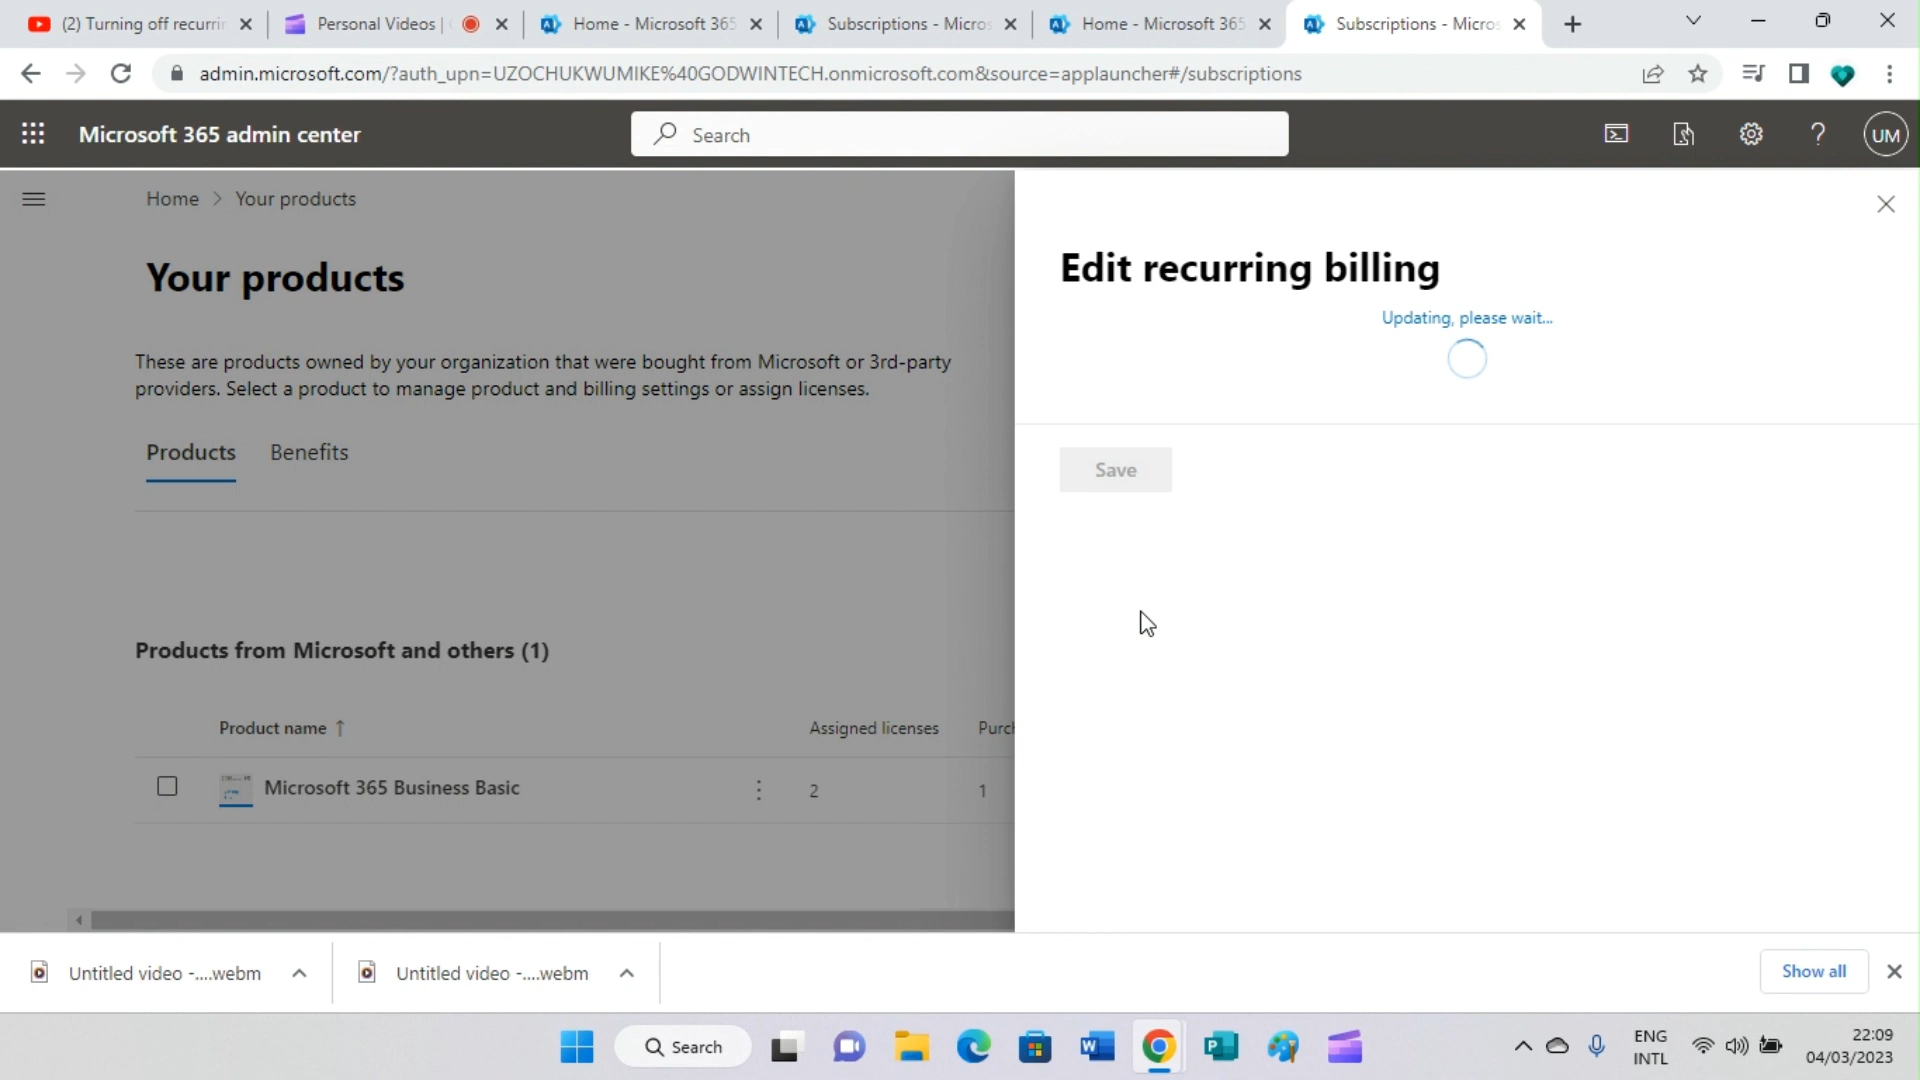 (2) Turning off recurri
Personal Videos |
Home - Microsoft 365
Subscriptions - Micros
Home - Microsoft 365
Subscriptions - Micros
admin.microsoft.com/?auth_upn=UZOCHUKWUMIKE%40GODWINTECH.onmicrosoft.com&source=applauncher#/subscriptions
Microsoft 365 admin center
Search
UM
Home > Your products
Your products
These are products owned by your organization that were bought from Microsoft or 3rd-party
providers. Select a product to manage product and billing settings or assign licenses.
Products
Benefits
Products from Microsoft and others (1)
Product name ↑
Assigned licenses
Purch
Microsoft 365 Business Basic
2
1
Edit recurring billing
Updating, please wait...
Save
Untitled video -....webm
Untitled video -....webm
Show all
Search
ENG
INTL
22:09
04/03/2023